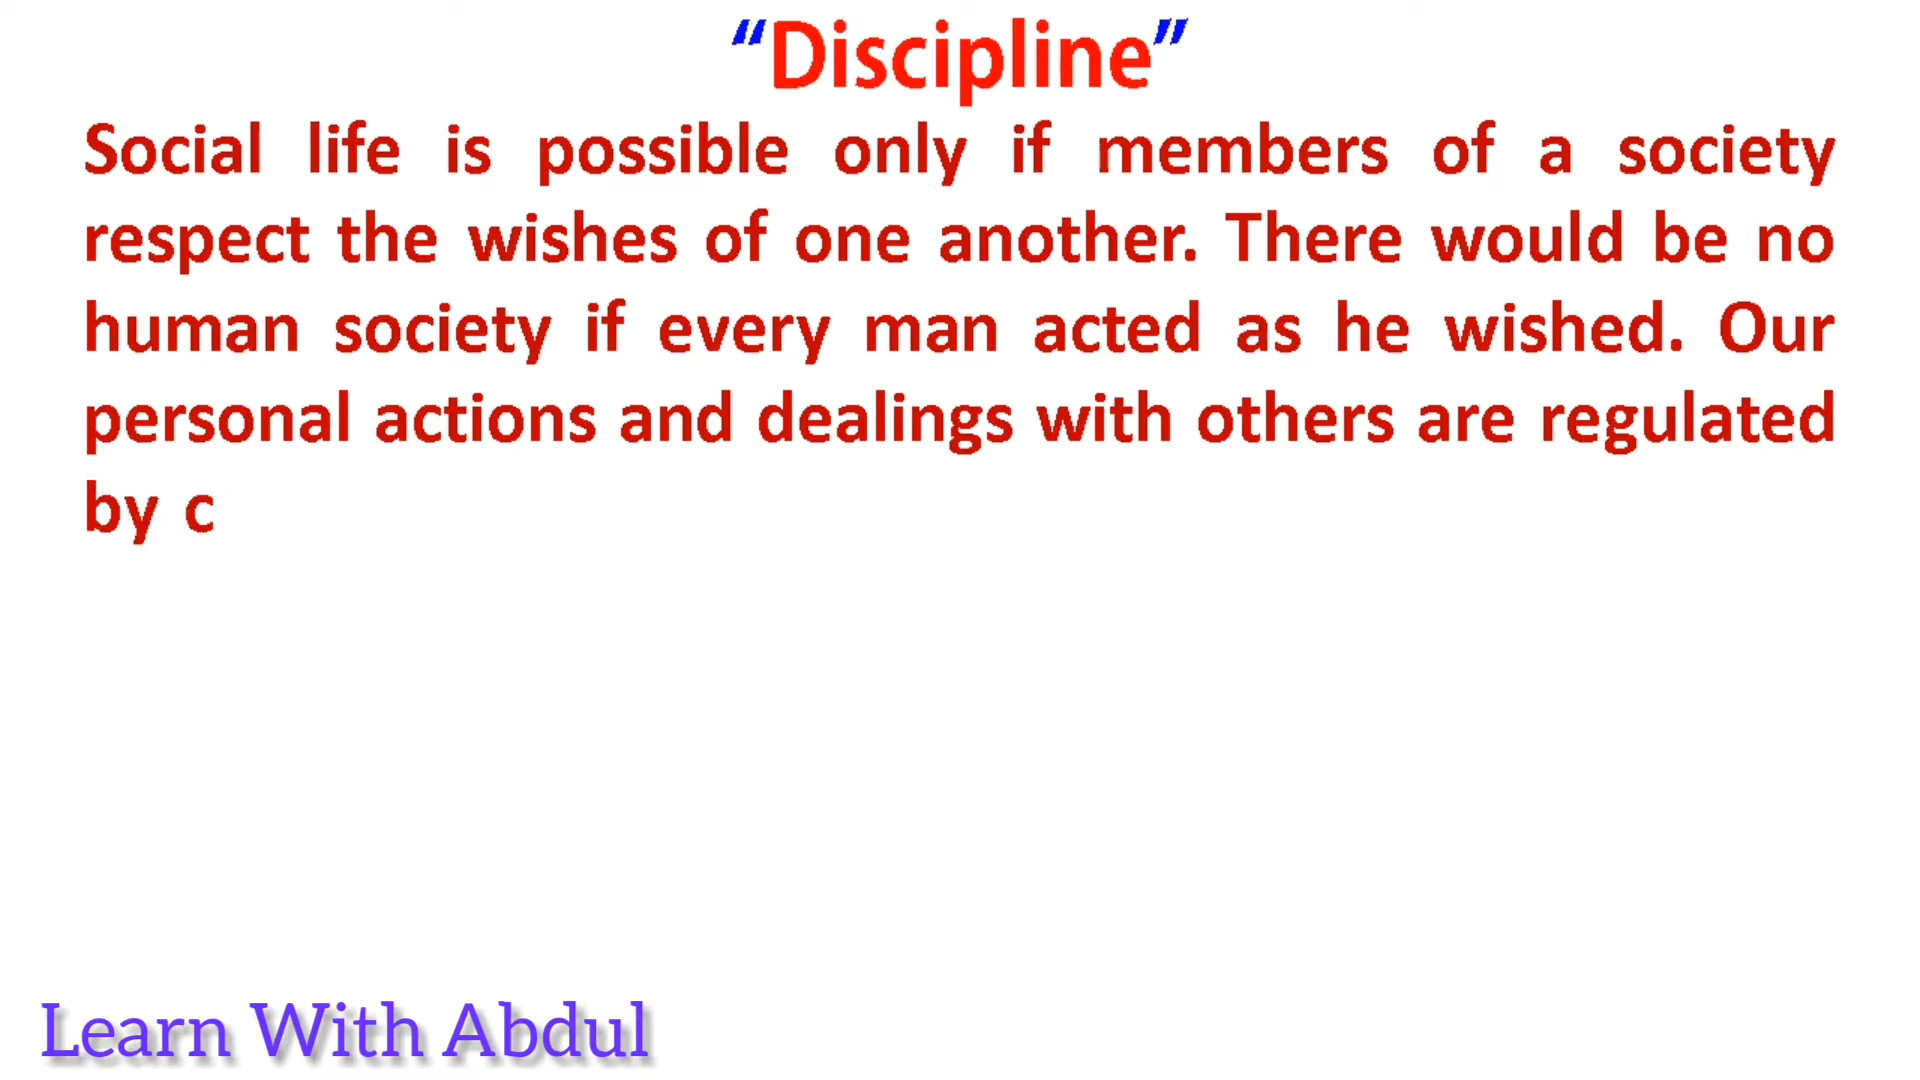 “Discipline”
Social life is possible only if members of a society
respect the wishes of one another. There would be no
human society if every man acted as he wished. Our
personal actions and dealings with others are regulated
by c
Learn With Abdul